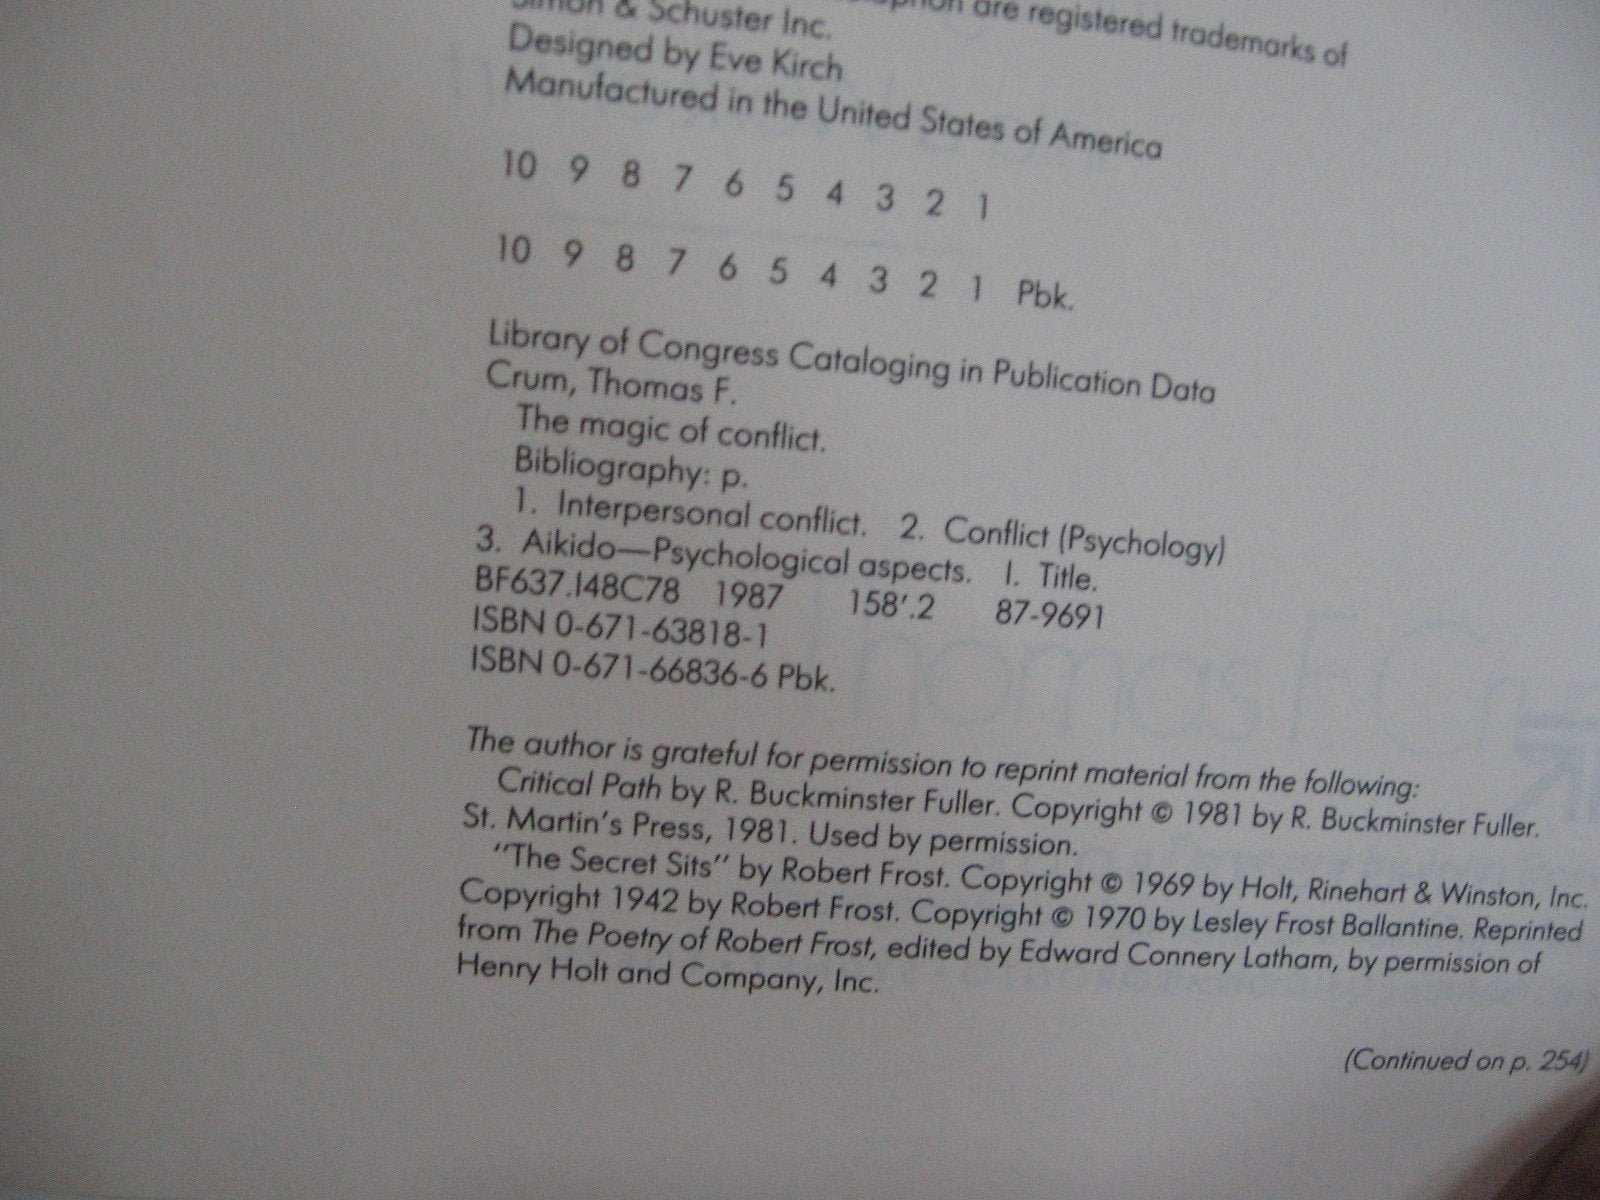 are registered trademarks of
Simon & Schuster Inc.
Designed by Eve Kirch
Manufactured in the United States of America
10 9 8 7 6 5 4 3 2 1
10 9 8 7 6 5 4 3 2 1 Pbk.
Library of Congress Cataloging in Publication Data
Crum, Thomas F.
The magic of conflict.
Bibliography: p.
1. Interpersonal conflict. 2. Conflict (Psychology)
3. Aikido—Psychological aspects. I. Title.
BF637.I48C78 1987 158'.2 87-9691
ISBN 0-671-63818-1
ISBN 0-671-66836-6 Pbk.
The author is grateful for permission to reprint material from the following:
Critical Path by R. Buckminster Fuller. Copyright © 1981 by R. Buckminster Fuller.
St. Martin's Press, 1981. Used by permission.
"The Secret Sits" by Robert Frost. Copyright © 1969 by Holt, Rinehart & Winston, Inc.
Copyright 1942 by Robert Frost. Copyright © 1970 by Lesley Frost Ballantine. Reprinted
from The Poetry of Robert Frost, edited by Edward Connery Latham, by permission of
Henry Holt and Company, Inc.
(Continued on p. 254)